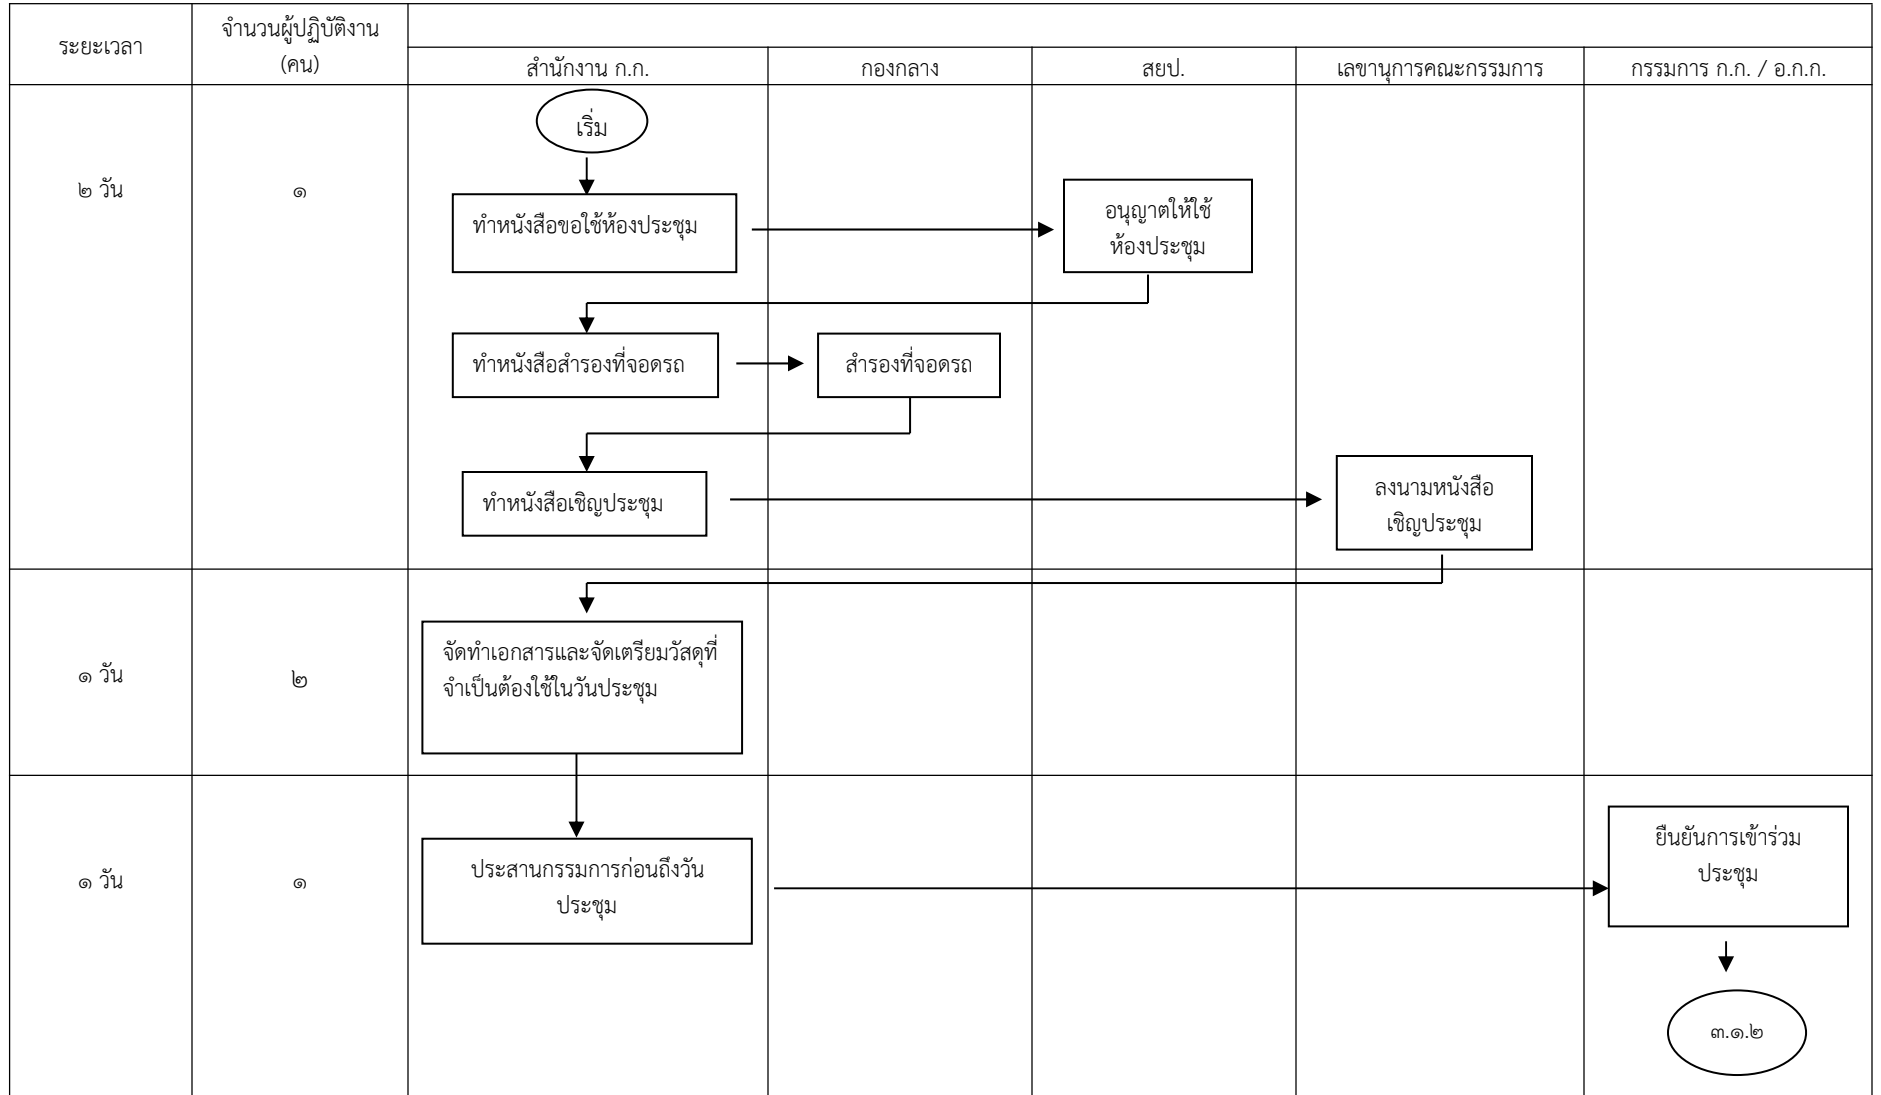 ระยะเวลา
จำนวนผู้ปฏิบัติงาน
(คน)
สำนักงาน ก.ก.
กองกลาง
สยป.
เลขานุการคณะกรรมการ
กรรมการ ก.ก. / อ.ก.ก.
เริ่ม
๒ วัน
๑
ทำหนังสือขอใช้ห้องประชุม
อนุญาตให้ใช้
ห้องประชุม
ทำหนังสือสำรองที่จอดรถ
สำรองที่จอดรถ
ทำหนังสือเชิญประชุม
ลงนามหนังสือ
เชิญประชุม
๑ วัน
๒
จัดทำเอกสารและจัดเตรียมวัสดุที่
จำเป็นต้องใช้ในวันประชุม
๑ วัน
๑
ประสานกรรมการก่อนถึงวัน
ประชุม
ยืนยันการเข้าร่วม
ประชุม
๓.๑.๒